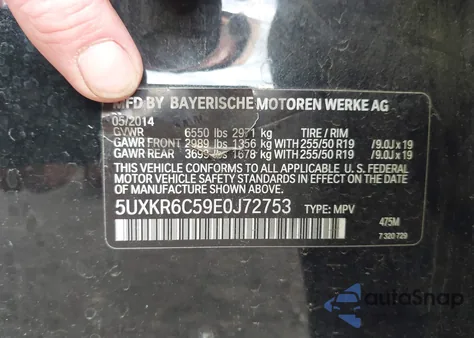 MFD BY BAYERISCHE MOTOREN WERKE AG
05/2014
GVWR 6550 lbs 2971 kg TIRE / RIM
GAWR FRONT 2989 lbs 1356 kg WITH 255/50 R19 /9.0J x 19
GAWR REAR 3699 lbs 1678 kg WITH 255/50 R19 /9.0J x 19
THIS VEHICLE CONFORMS TO ALL APPLICABLE U. S. FEDERAL
MOTOR VEHICLE SAFETY STANDARDS IN EFFECT ON THE
DATE OF MANUFACTURE SHOWN ABOVE.
5UXKR6C59E0J72753 TYPE: MPV
475M
7 320 729
autoSnap